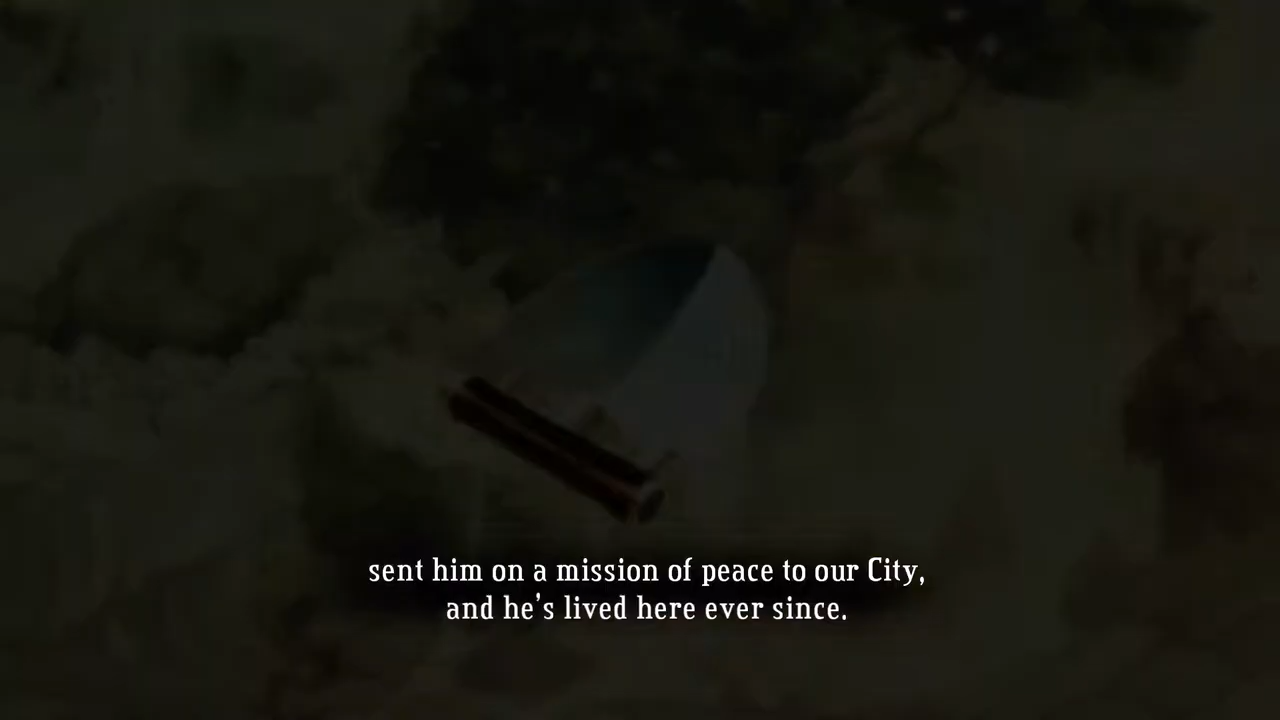 sent him on a mission of peace to our City,
and he's lived here ever since.